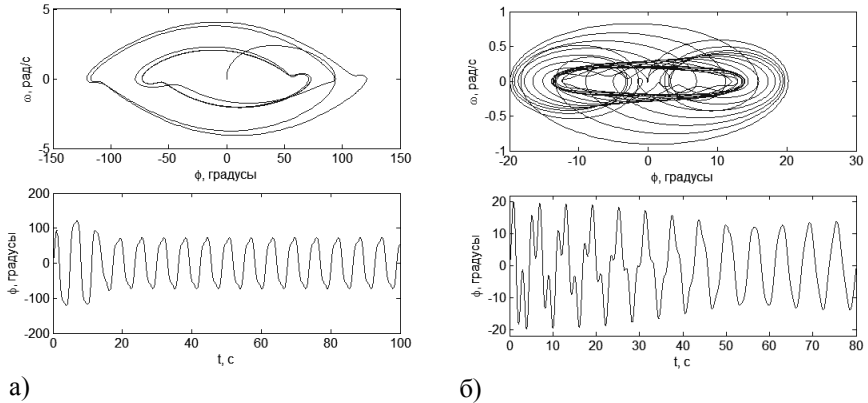 5
0
-5
ω, рад/с
-150 -100 -50 0 50 100 150
ϕ, градусы
200
100
0
-100
-200
ϕ, градусы
0 20 40 60 80 100
t, с
а)
1
0.5
0
-0.5
-1
ω, рад/с
-20 -10 0 10 20 30
ϕ, градусы
20
10
0
-10
-20
ϕ, градусы
0 10 20 30 40 50 60 70 80
t, с
б)